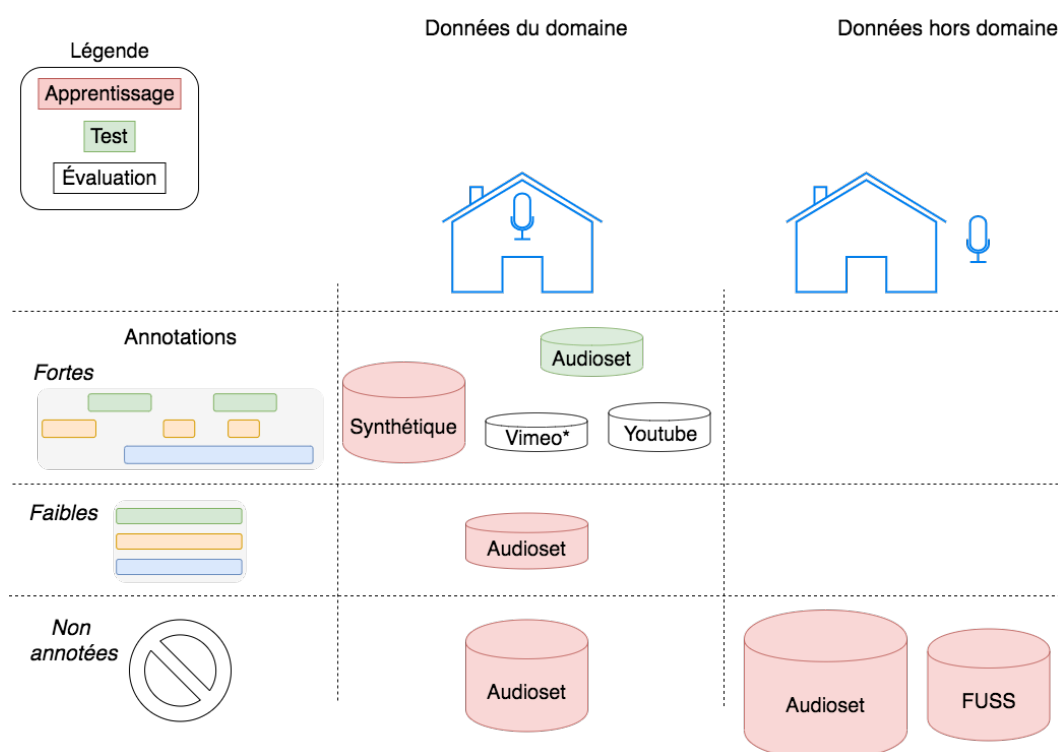 Données du domaine
Données hors domaine
Légende
Apprentissage
Test
Évaluation
Annotations
Fortes
Audioset
Synthétique
Vimeo*
Youtube
Faibles
Audioset
Non
annotées
Audioset
Audioset
FUSS